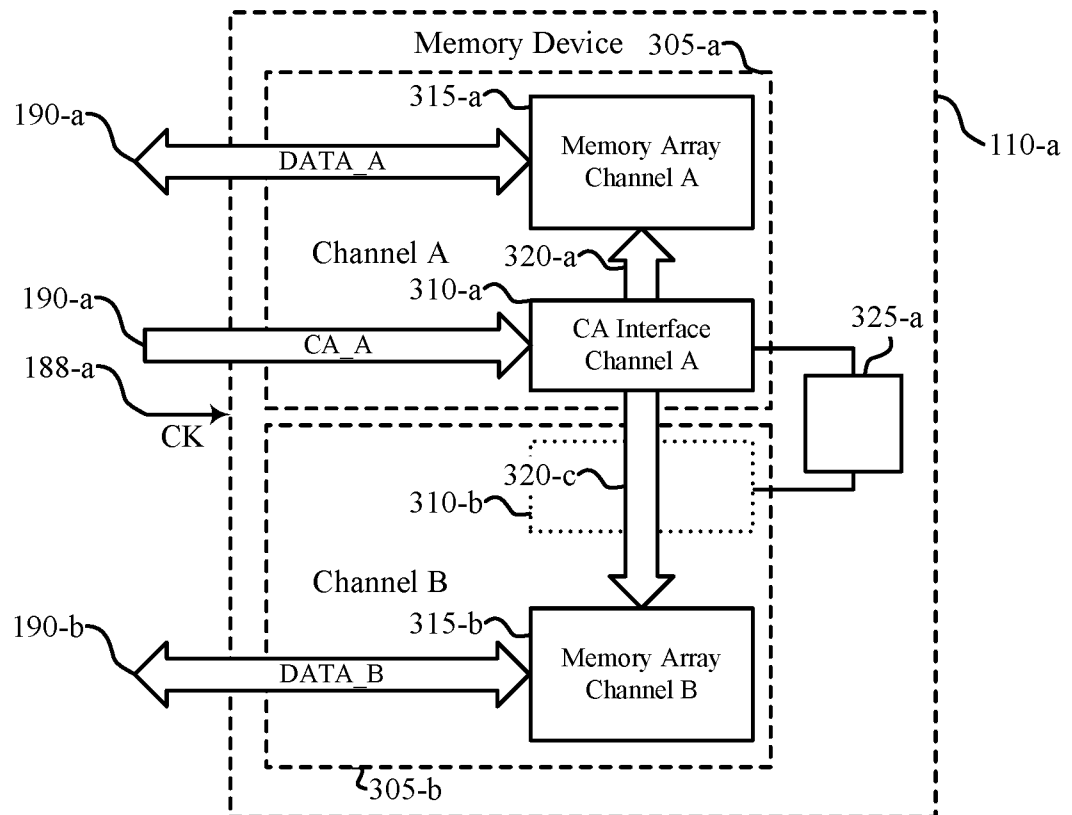 Memory Device
305-a
315-a
190-a
110-a
DATA_A
Memory Array
Channel A
Channel A
320-a
310-a
190-a
CA_A
CA Interface
Channel A
325-a
188-a
CK
320-c
310-b
Channel B
315-b
190-b
DATA_B
Memory Array
Channel B
305-b